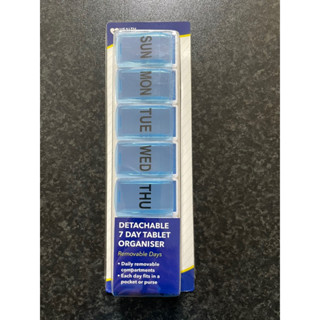 SUN
MON
TUE
WED
THU
DETACHABLE
7 DAY TABLET
ORGANISER
Removable Days
• Daily removable
compartments
• Each day fits in a
pocket or purse